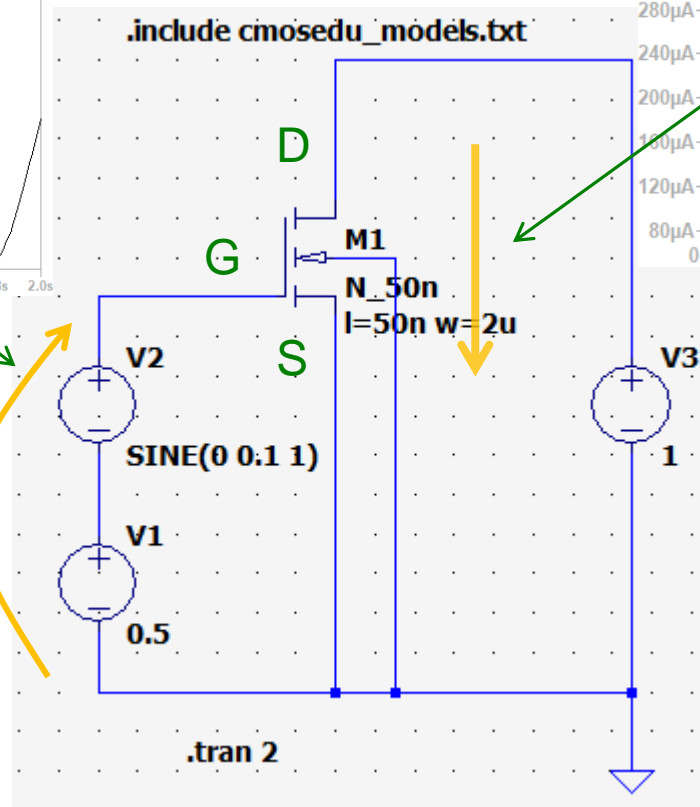 .include cmosedu_models.txt
280µA
240µA
200µA
160µA
120µA
80µA
0
D
G
M1
N_50n
l=50n w=2u
S
2.0s
V2
SINE(0 0.1 1)
V3
1
V1
0.5
.tran 2